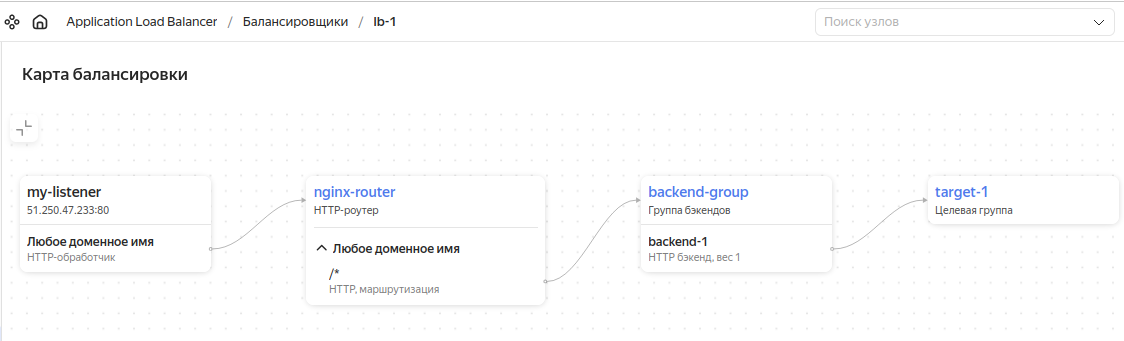 Application Load Balancer / Балансировщики / lb-1
Поиск узлов
Карта балансировки
my-listener
51.250.47.233:80
Любое доменное имя
HTTP-обработчик
nginx-router
HTTP-роутер
Любое доменное имя
/*
HTTP, маршрутизация
backend-group
Группа бэкендов
backend-1
HTTP бэкенд, вес 1
target-1
Целевая группа